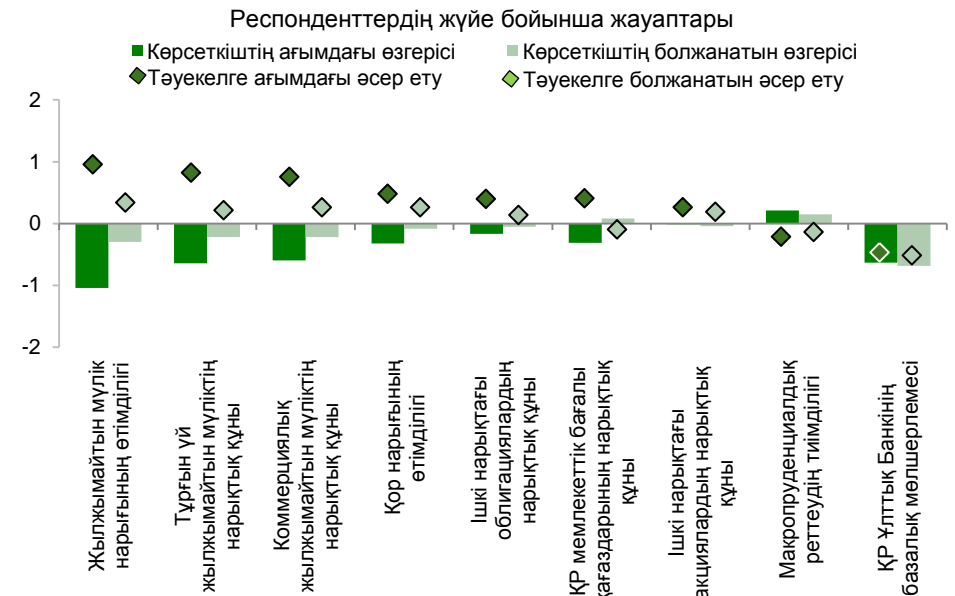 Респонденттердің жүйе бойынша жауаптары
Көрсеткіштің ағымдағы өзгерісі
Көрсеткіштің болжанатын өзгерісі
Тәуекелге ағымдағы әсер ету
Тәуекелге болжанатын әсер ету
2
1
0
-1
-2
Жылжымайтын мүлік
нарығының өтімділігі
Тұрғын үй
жылжымайтын мүліктің
нарықтық құны
Коммерциялық
жылжымайтын мүліктің
нарықтық құны
Қор нарығының
өтімділігі
Ішкі нарықтағы
облигациялардың
нарықтық құны
ҚР мемлекеттік бағалы
қағаздарының нарықтық
құны
Ішкі нарықтағы
акциялардың нарықтық
құны
Макропруденциалдық
реттеудің тиімділігі
ҚР Ұлттық Банкінің
базалық мөлшерлемесі